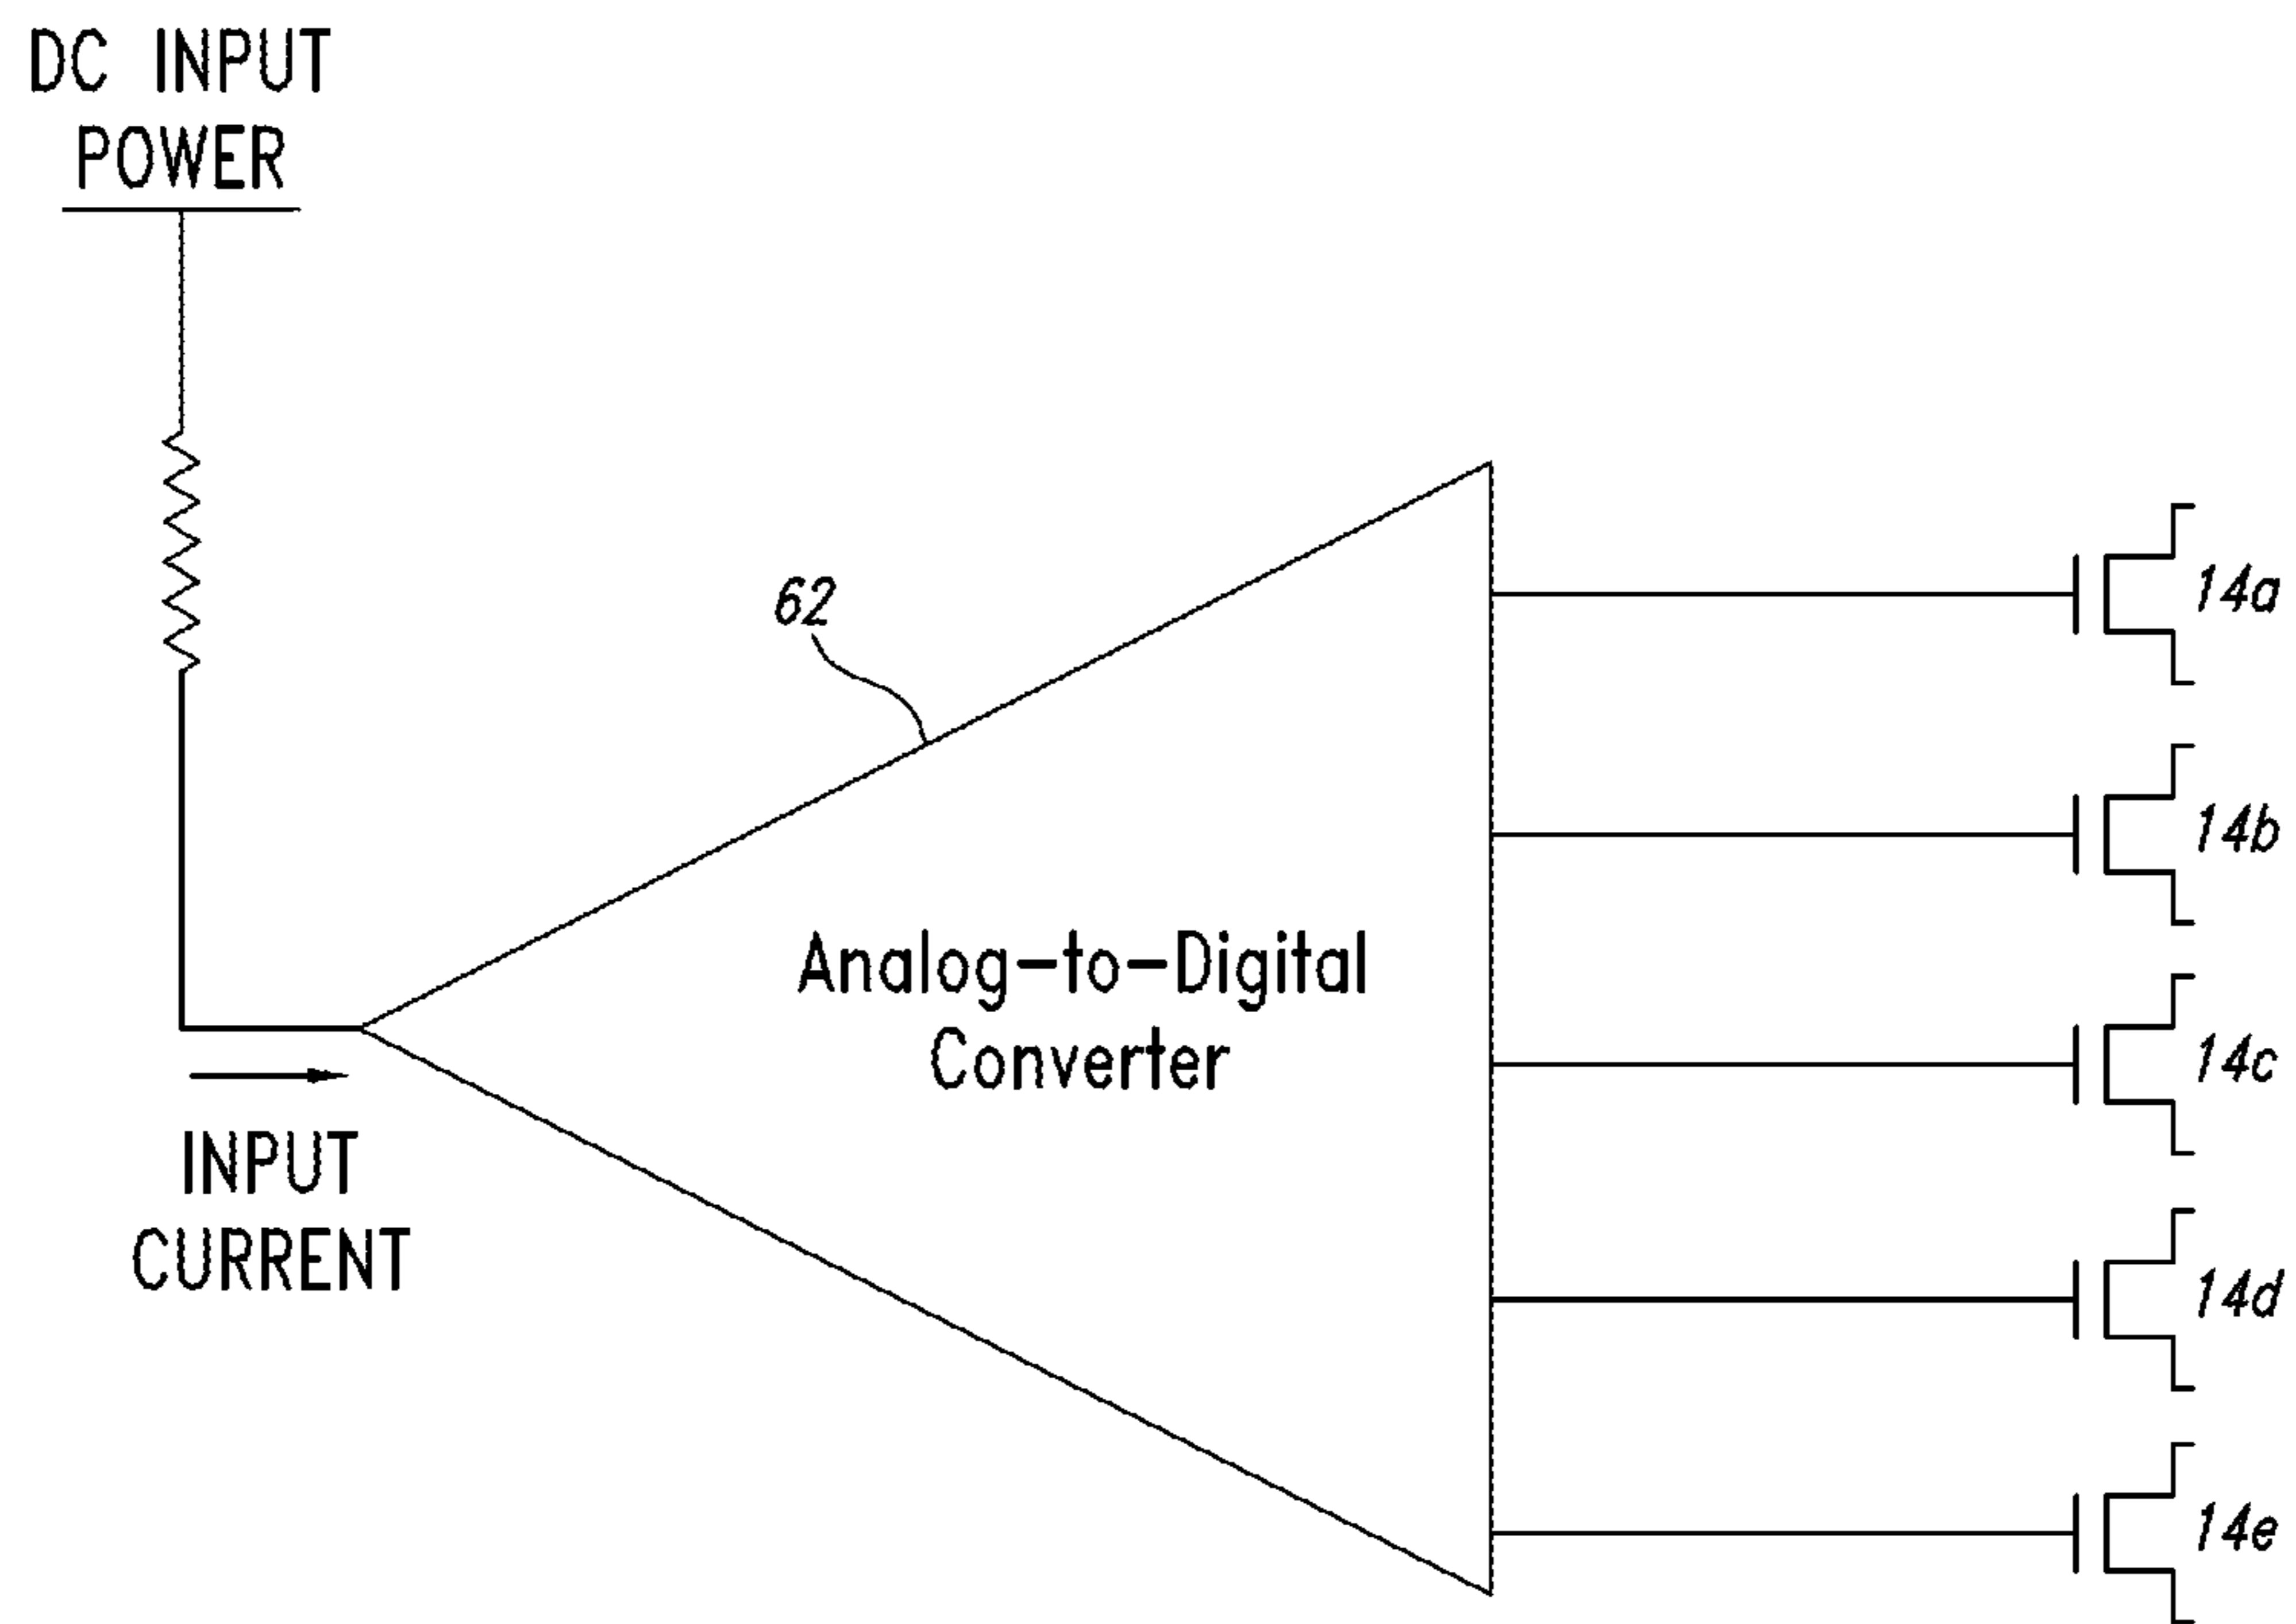 DC INPUT
POWER
62
14a
14b
Analog-to-Digital
Converter
14c
INPUT
CURRENT
14d
14e